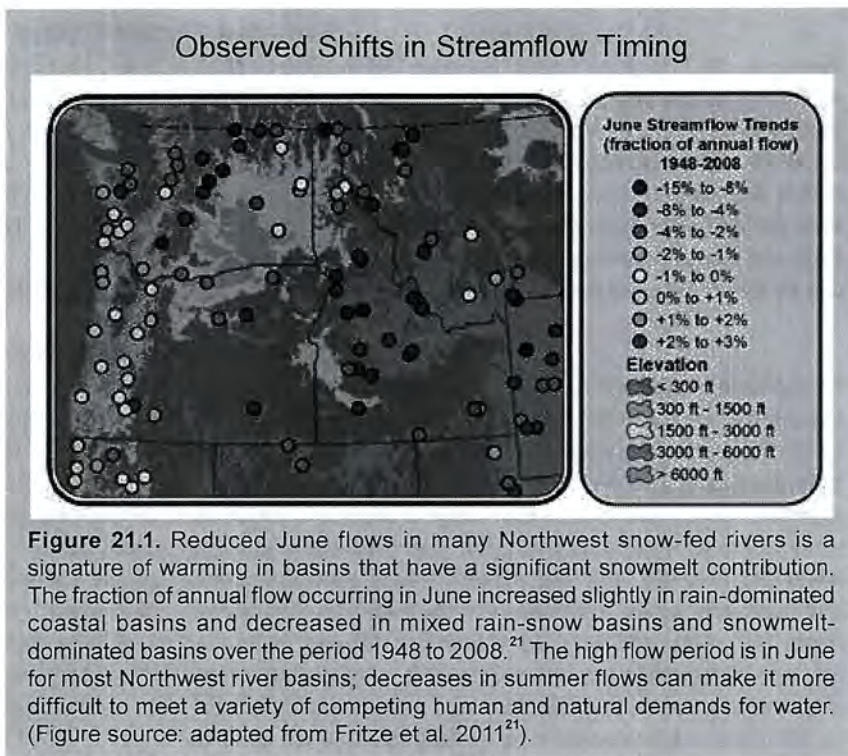 Observed Shifts in Streamflow Timing
June Streamflow Trends
(fraction of annual flow)
1948-2008
-15% to -8%
-8% to -4%
-4% to -2%
-2% to -1%
-1% to 0%
0% to +1%
+1% to +2%
+2% to +3%
Elevation
< 300 ft
300 ft - 1500 ft
1500 ft - 3000 ft
3000 ft - 6000 ft
> 6000 ft
Figure 21.1. Reduced June flows in many Northwest snow-fed rivers is a
signature of warming in basins that have a significant snowmelt contribution.
The fraction of annual flow occurring in June increased slightly in rain-dominated
coastal basins and decreased in mixed rain-snow basins and snowmelt-
dominated basins over the period 1948 to 2008.21 The high flow period is in June
for most Northwest river basins; decreases in summer flows can make it more
difficult to meet a variety of competing human and natural demands for water.
(Figure source: adapted from Fritze et al. 201121).